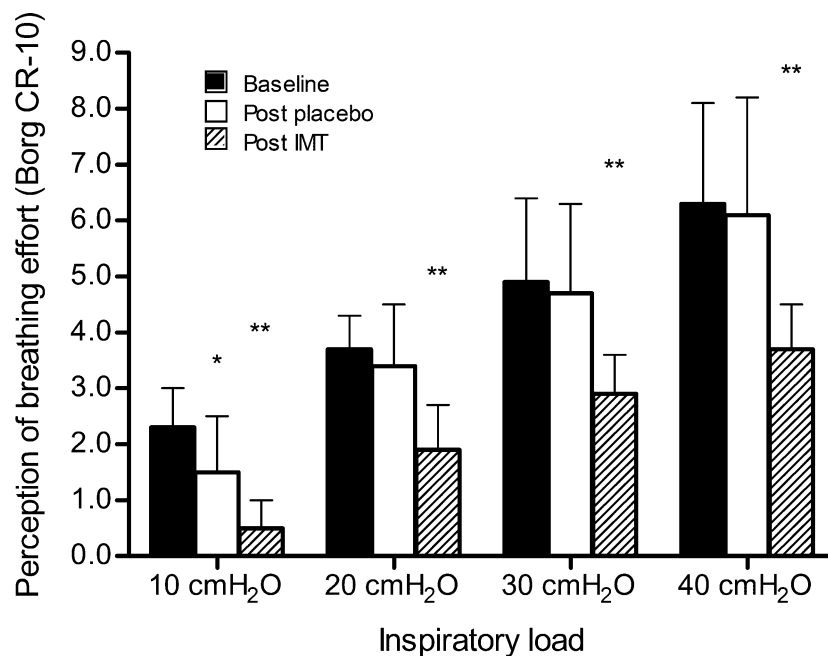 Perception of breathing effort (Borg CR-10)
9.0
8.0
7.0
6.0
5.0
4.0
3.0
2.0
1.0
0.0
Baseline
Post placebo
Post IMT
*
**
**
**
**
10 cmH₂O
20 cmH₂O
30 cmH₂O
40 cmH₂O
Inspiratory load